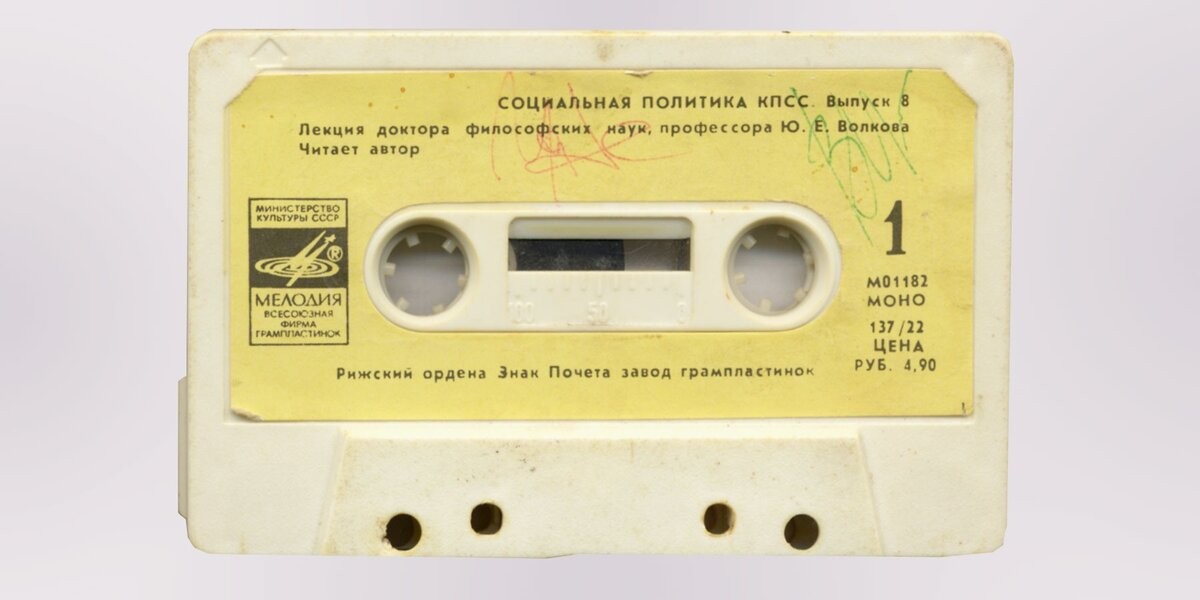 СОЦИАЛЬНАЯ ПОЛИТИКА КПСС. Выпуск 8
Лекция доктора философских наук, профессора Ю. Е. Волкова
Читает автор
МИНИСТЕРСТВО
КУЛЬТУРЫ СССР
®
МЕЛОДИЯ
ВСЕСОЮЗНАЯ
ФИРМА
ГРАМПЛАСТИНОК
100 50 0
1
М01182
МОНО
137/22
ЦЕНА
РУБ. 4,90
Рижский ордена Знак Почета завод грампластинок